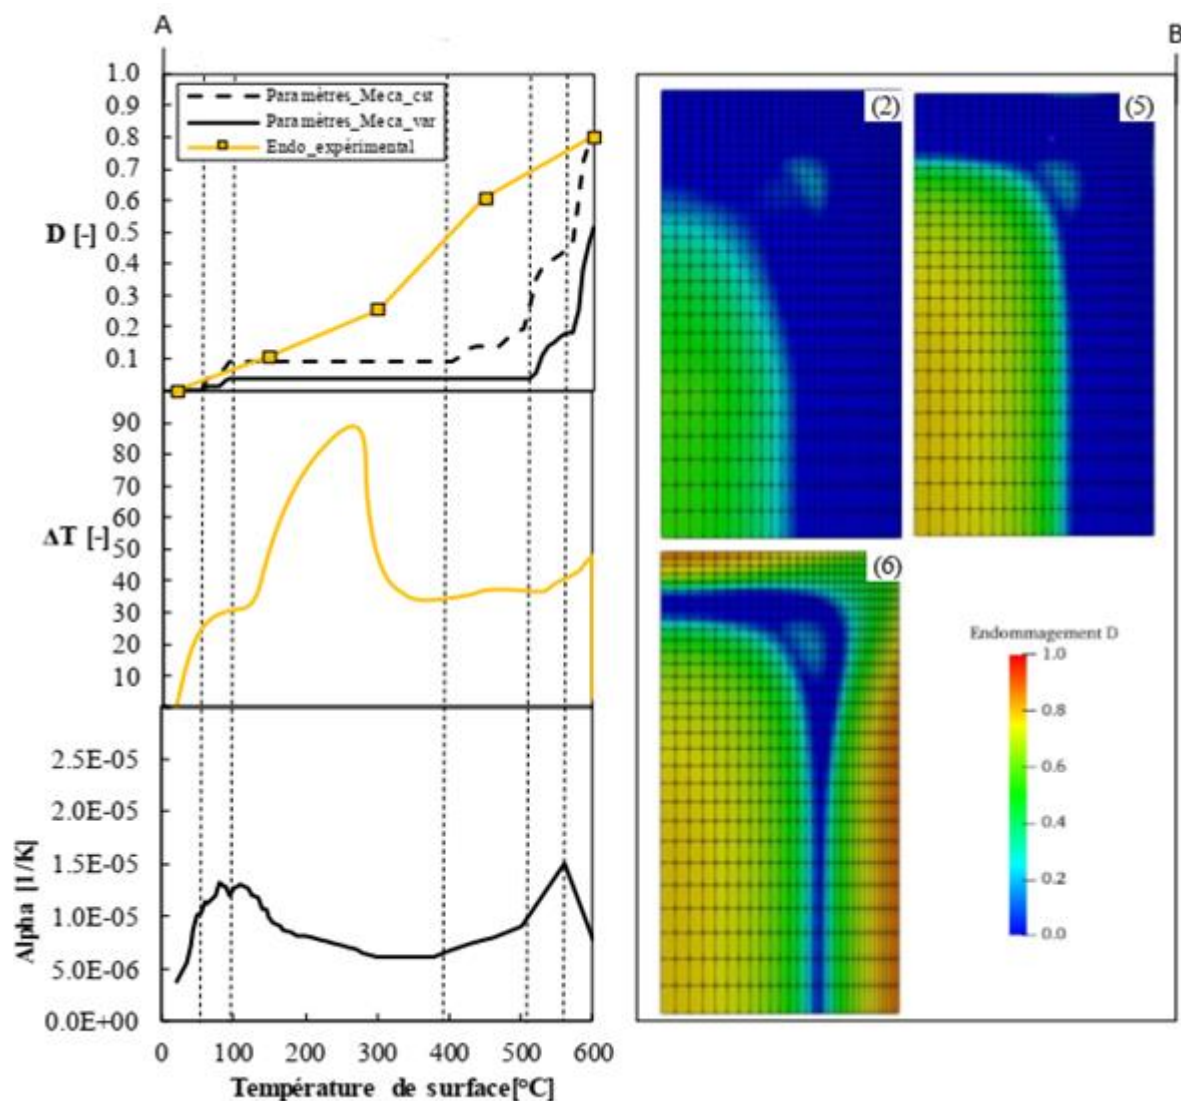 A
B
1.0
0.9
0.8
0.7
0.6
0.5
0.4
0.3
0.2
0.1
D [-]
Paramètres_Meca_cst
Paramètres_Meca_var
Endo_expérimental
90
80
70
60
50
40
30
20
10
ΔT [-]
2.5E-05
2.0E-05
1.5E-05
1.0E-05
5.0E-06
0.0E+00
Alpha [1/K]
0 100 200 300 400 500 600
Température de surface[°C]
(2)
(5)
(6)
Endommagement D
1.0
0.8
0.6
0.4
0.2
0.0